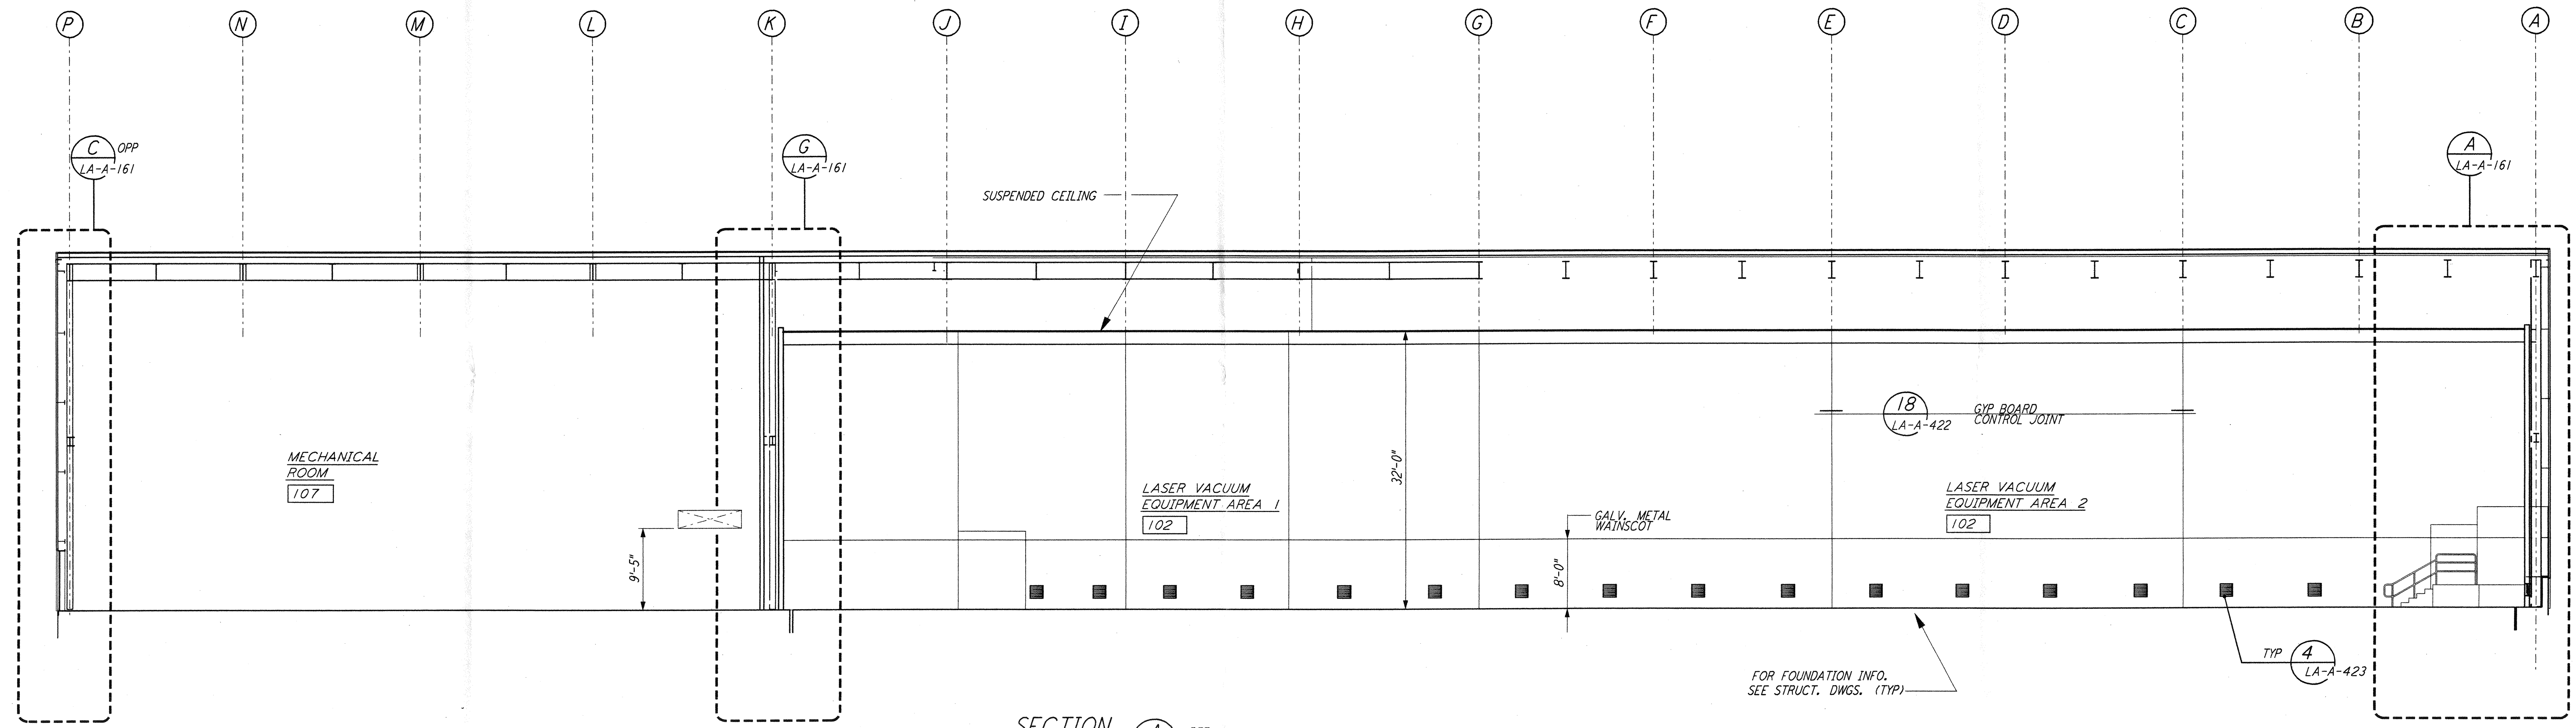 P N M L K J I H G F E D C B A
C OPP
LA-A-161
G
LA-A-161
A
LA-A-161
SUSPENDED CEILING
18
LA-A-422
GYP BOARD
CONTROL JOINT
MECHANICAL
ROOM
107
32'-0"
LASER VACUUM
EQUIPMENT AREA 1
102
LASER VACUUM
EQUIPMENT AREA 2
102
GALV. METAL
WAINSCOT
9'-5"
8'-0"
TYP 4
LA-A-423
FOR FOUNDATION INFO.
SEE STRUCT. DWGS. (TYP)
SECTION